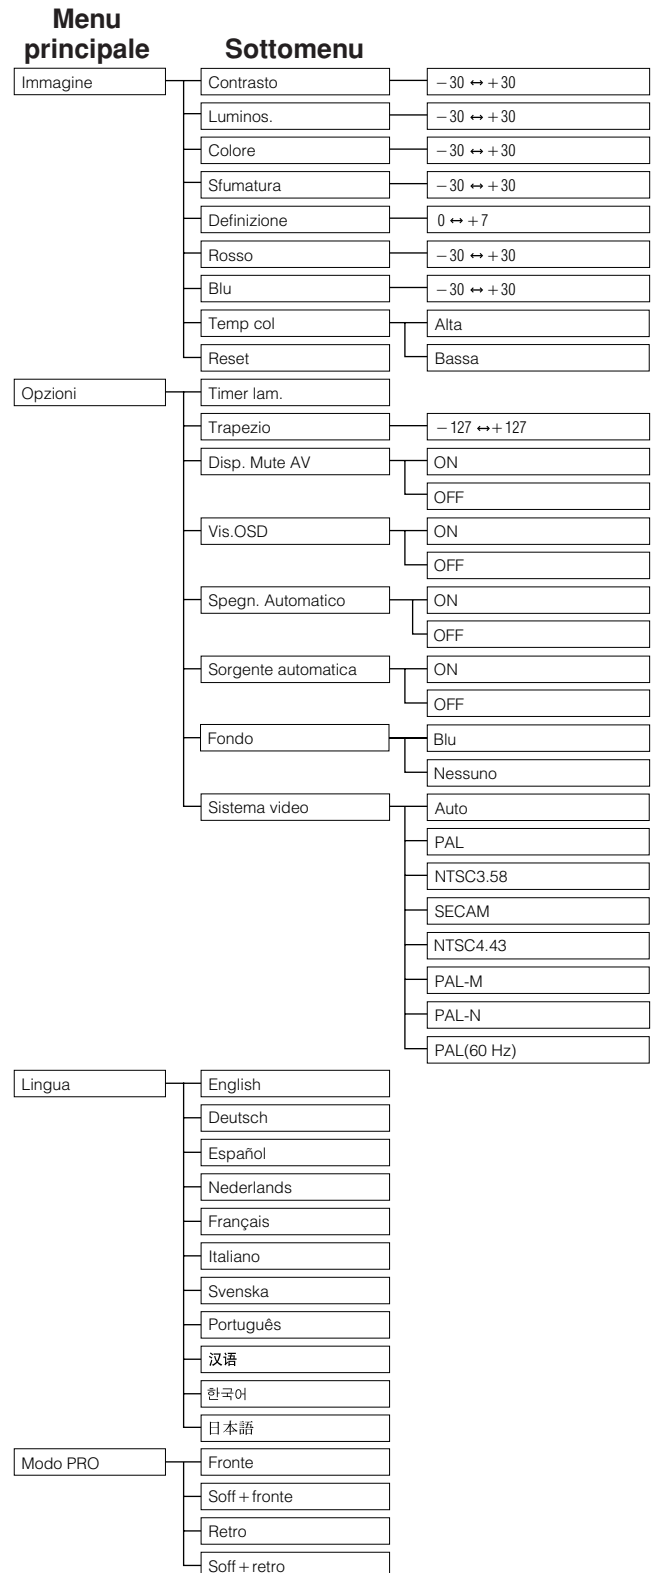 Menu
principale Sottomenu
Immagine Contrasto −30 ↔ +30
Luminos. −30 ↔ +30
Colore −30 ↔ +30
Sfumatura −30 ↔ +30
Definizione 0 ↔ +7
Rosso −30 ↔ +30
Blu −30 ↔ +30
Temp col Alta
Reset Bassa
Opzioni Timer lam.
Trapezio −127 ↔+127
Disp. Mute AV ON
OFF
Vis.OSD ON
OFF
Spegn. Automatico ON
OFF
Sorgente automatica ON
OFF
Fondo Blu
Nessuno
Sistema video Auto
PAL
NTSC3.58
SECAM
NTSC4.43
PAL-M
PAL-N
PAL(60 Hz)
Lingua English
Deutsch
Español
Nederlands
Français
Italiano
Svenska
Português
汉语
한국어
日本語
Modo PRO Fronte
Soff+fronte
Retro
Soff+retro